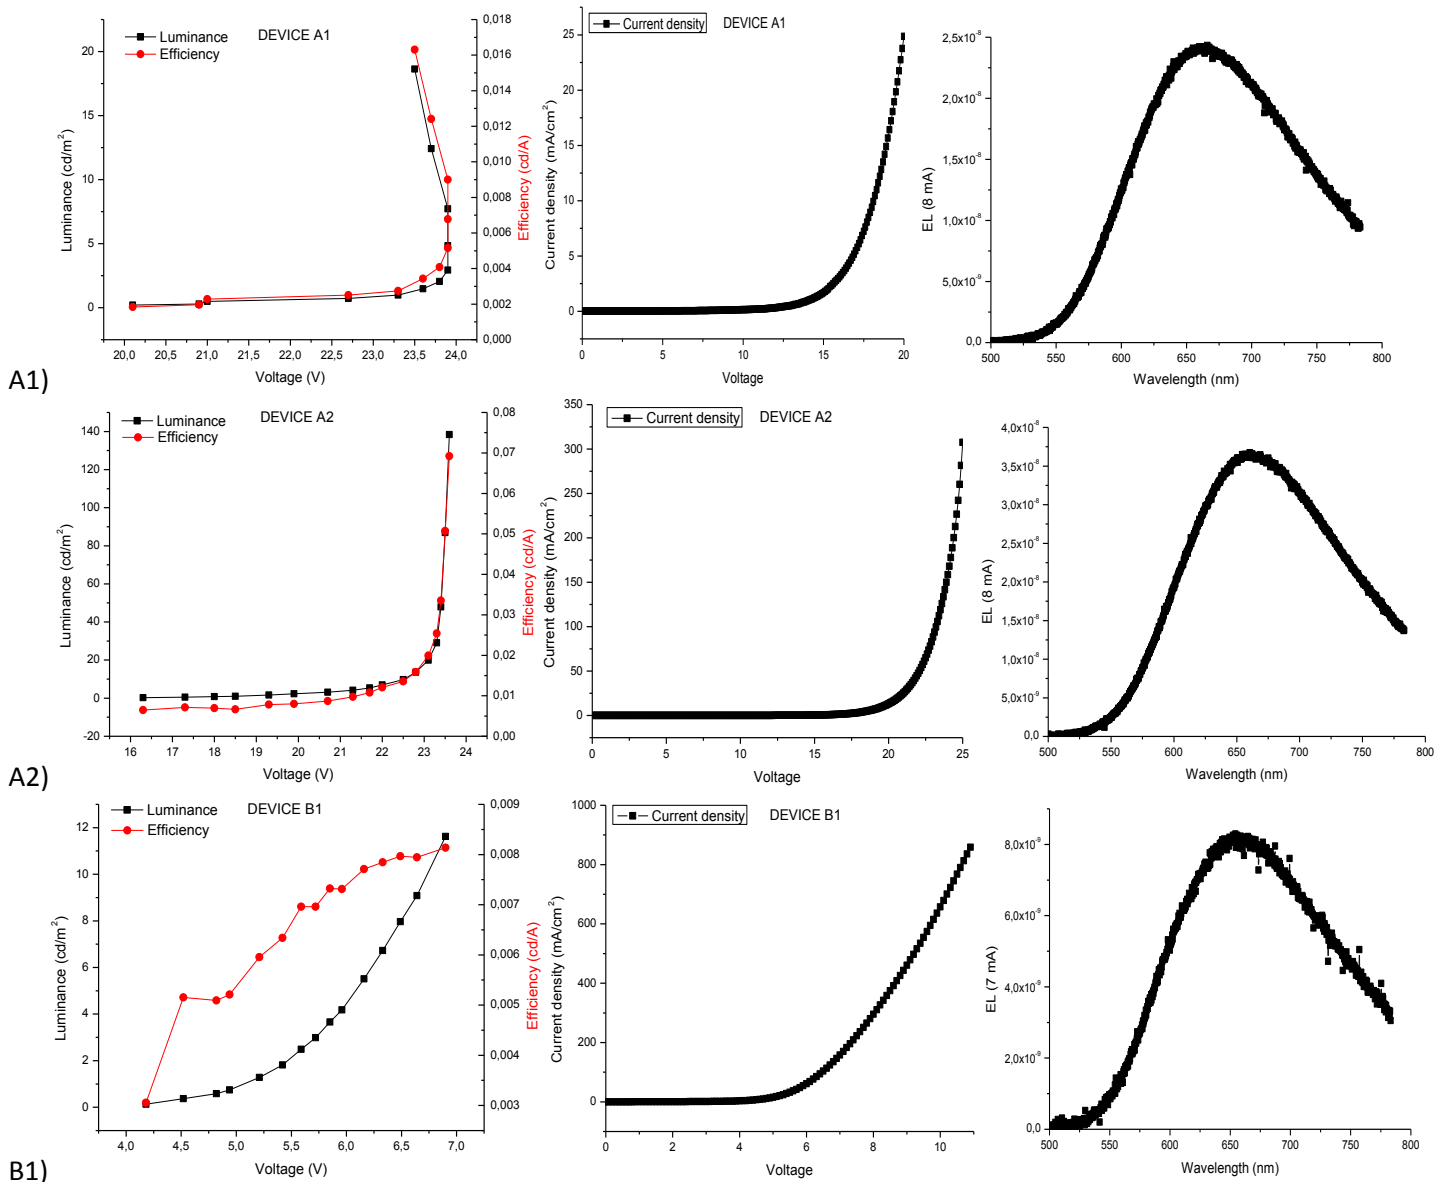 Luminance
Efficiency
DEVICE A1
Luminance (cd/m²)
20
15
10
5
0
0,018
0,016
0,014
0,012
0,010
0,008
0,006
0,004
0,002
0,000
Efficiency (cd/A)
20,0 20,5 21,0 21,5 22,0 22,5 23,0 23,5 24,0
Voltage (V)
Current density DEVICE A1
Current density (mA/cm²)
25
20
15
10
5
0
0 5 10 15 20
Voltage
EL (8 mA)
2,5x10⁻⁸
2,0x10⁻⁸
1,5x10⁻⁸
1,0x10⁻⁸
5,0x10⁻⁹
0,0
500 550 600 650 700 750 800
Wavelength (nm)
A1)
Luminance
Efficiency
DEVICE A2
Luminance (cd/m²)
140
120
100
80
60
40
20
0
-20
0,08
0,07
0,06
0,05
0,04
0,03
0,02
0,01
0,00
Efficiency (cd/A)
16 17 18 19 20 21 22 23 24
Voltage (V)
Current density DEVICE A2
Current density (mA/cm²)
350
300
250
200
150
100
50
0
0 5 10 15 20 25
Voltage
EL (8 mA)
4,0x10⁻⁸
3,5x10⁻⁸
3,0x10⁻⁸
2,5x10⁻⁸
2,0x10⁻⁸
1,5x10⁻⁸
1,0x10⁻⁸
5,0x10⁻⁹
0,0
500 550 600 650 700 750 800
Wavelength (nm)
A2)
Luminance
Efficiency
DEVICE B1
Luminance (cd/m²)
12
10
8
6
4
2
0
0,009
0,008
0,007
0,006
0,005
0,004
0,003
Efficiency (cd/A)
4,0 4,5 5,0 5,5 6,0 6,5 7,0
Voltage (V)
Current density DEVICE B1
Current density (mA/cm²)
1000
800
600
400
200
0
0 2 4 6 8 10
Voltage
EL (7 mA)
8,0x10⁻⁹
6,0x10⁻⁹
4,0x10⁻⁹
2,0x10⁻⁹
0,0
500 550 600 650 700 750 800
Wavelength (nm)
B1)